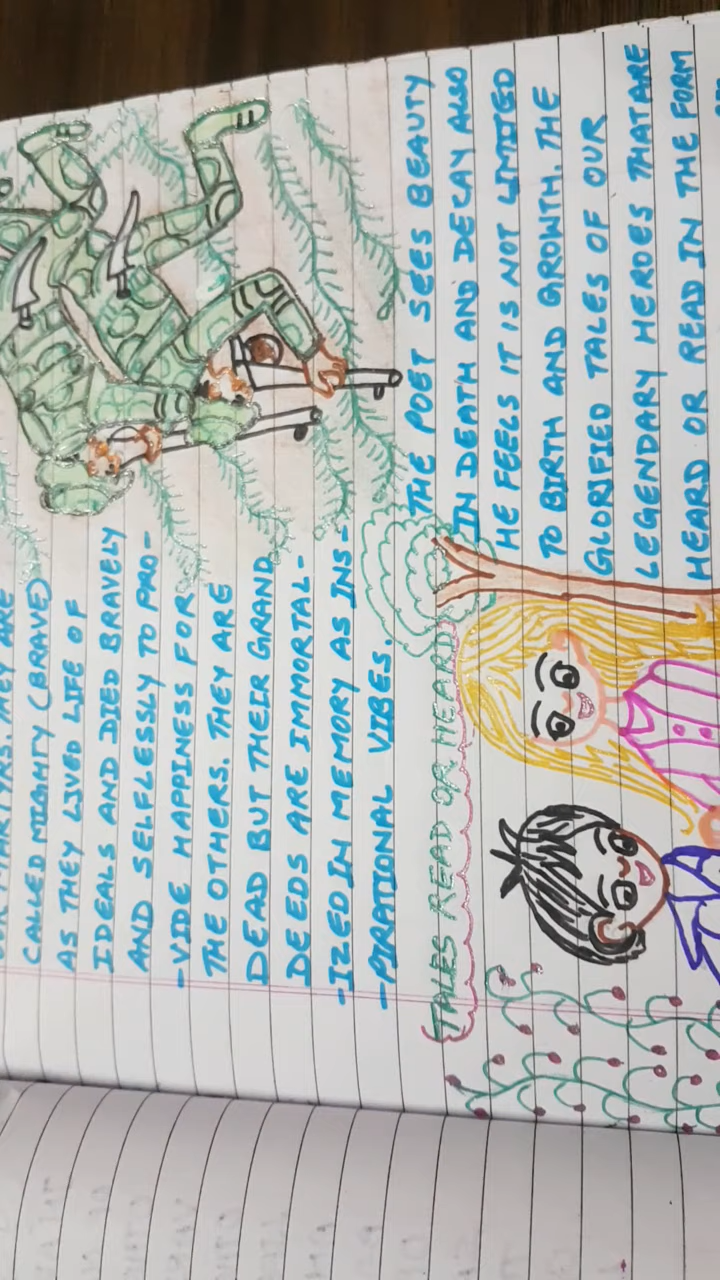 MARTYRS. THEY ARE
CALLED MIGHTY (BRAVE)
AS THEY LIVED LIFE OF
IDEALS AND DIED BRAVELY
AND SELFLESSLY TO PRO-
-VIDE HAPPINESS FOR
THE OTHERS. THEY ARE
DEAD BUT THEIR GRAND
DEEDS ARE IMMORTAL-
-IZED IN MEMORY AS INS-
-PIRATIONAL VIBES.
TALES READ OR HEARD
THE POET SEES BEAUTY
IN DEATH AND DECAY ALSO
HE FEELS IT IS NOT LIMITED
TO BIRTH AND GROWTH. THE
GLORIFIED TALES OF OUR
LEGENDARY HEROES THAT ARE
HEARD OR READ IN THE FORM